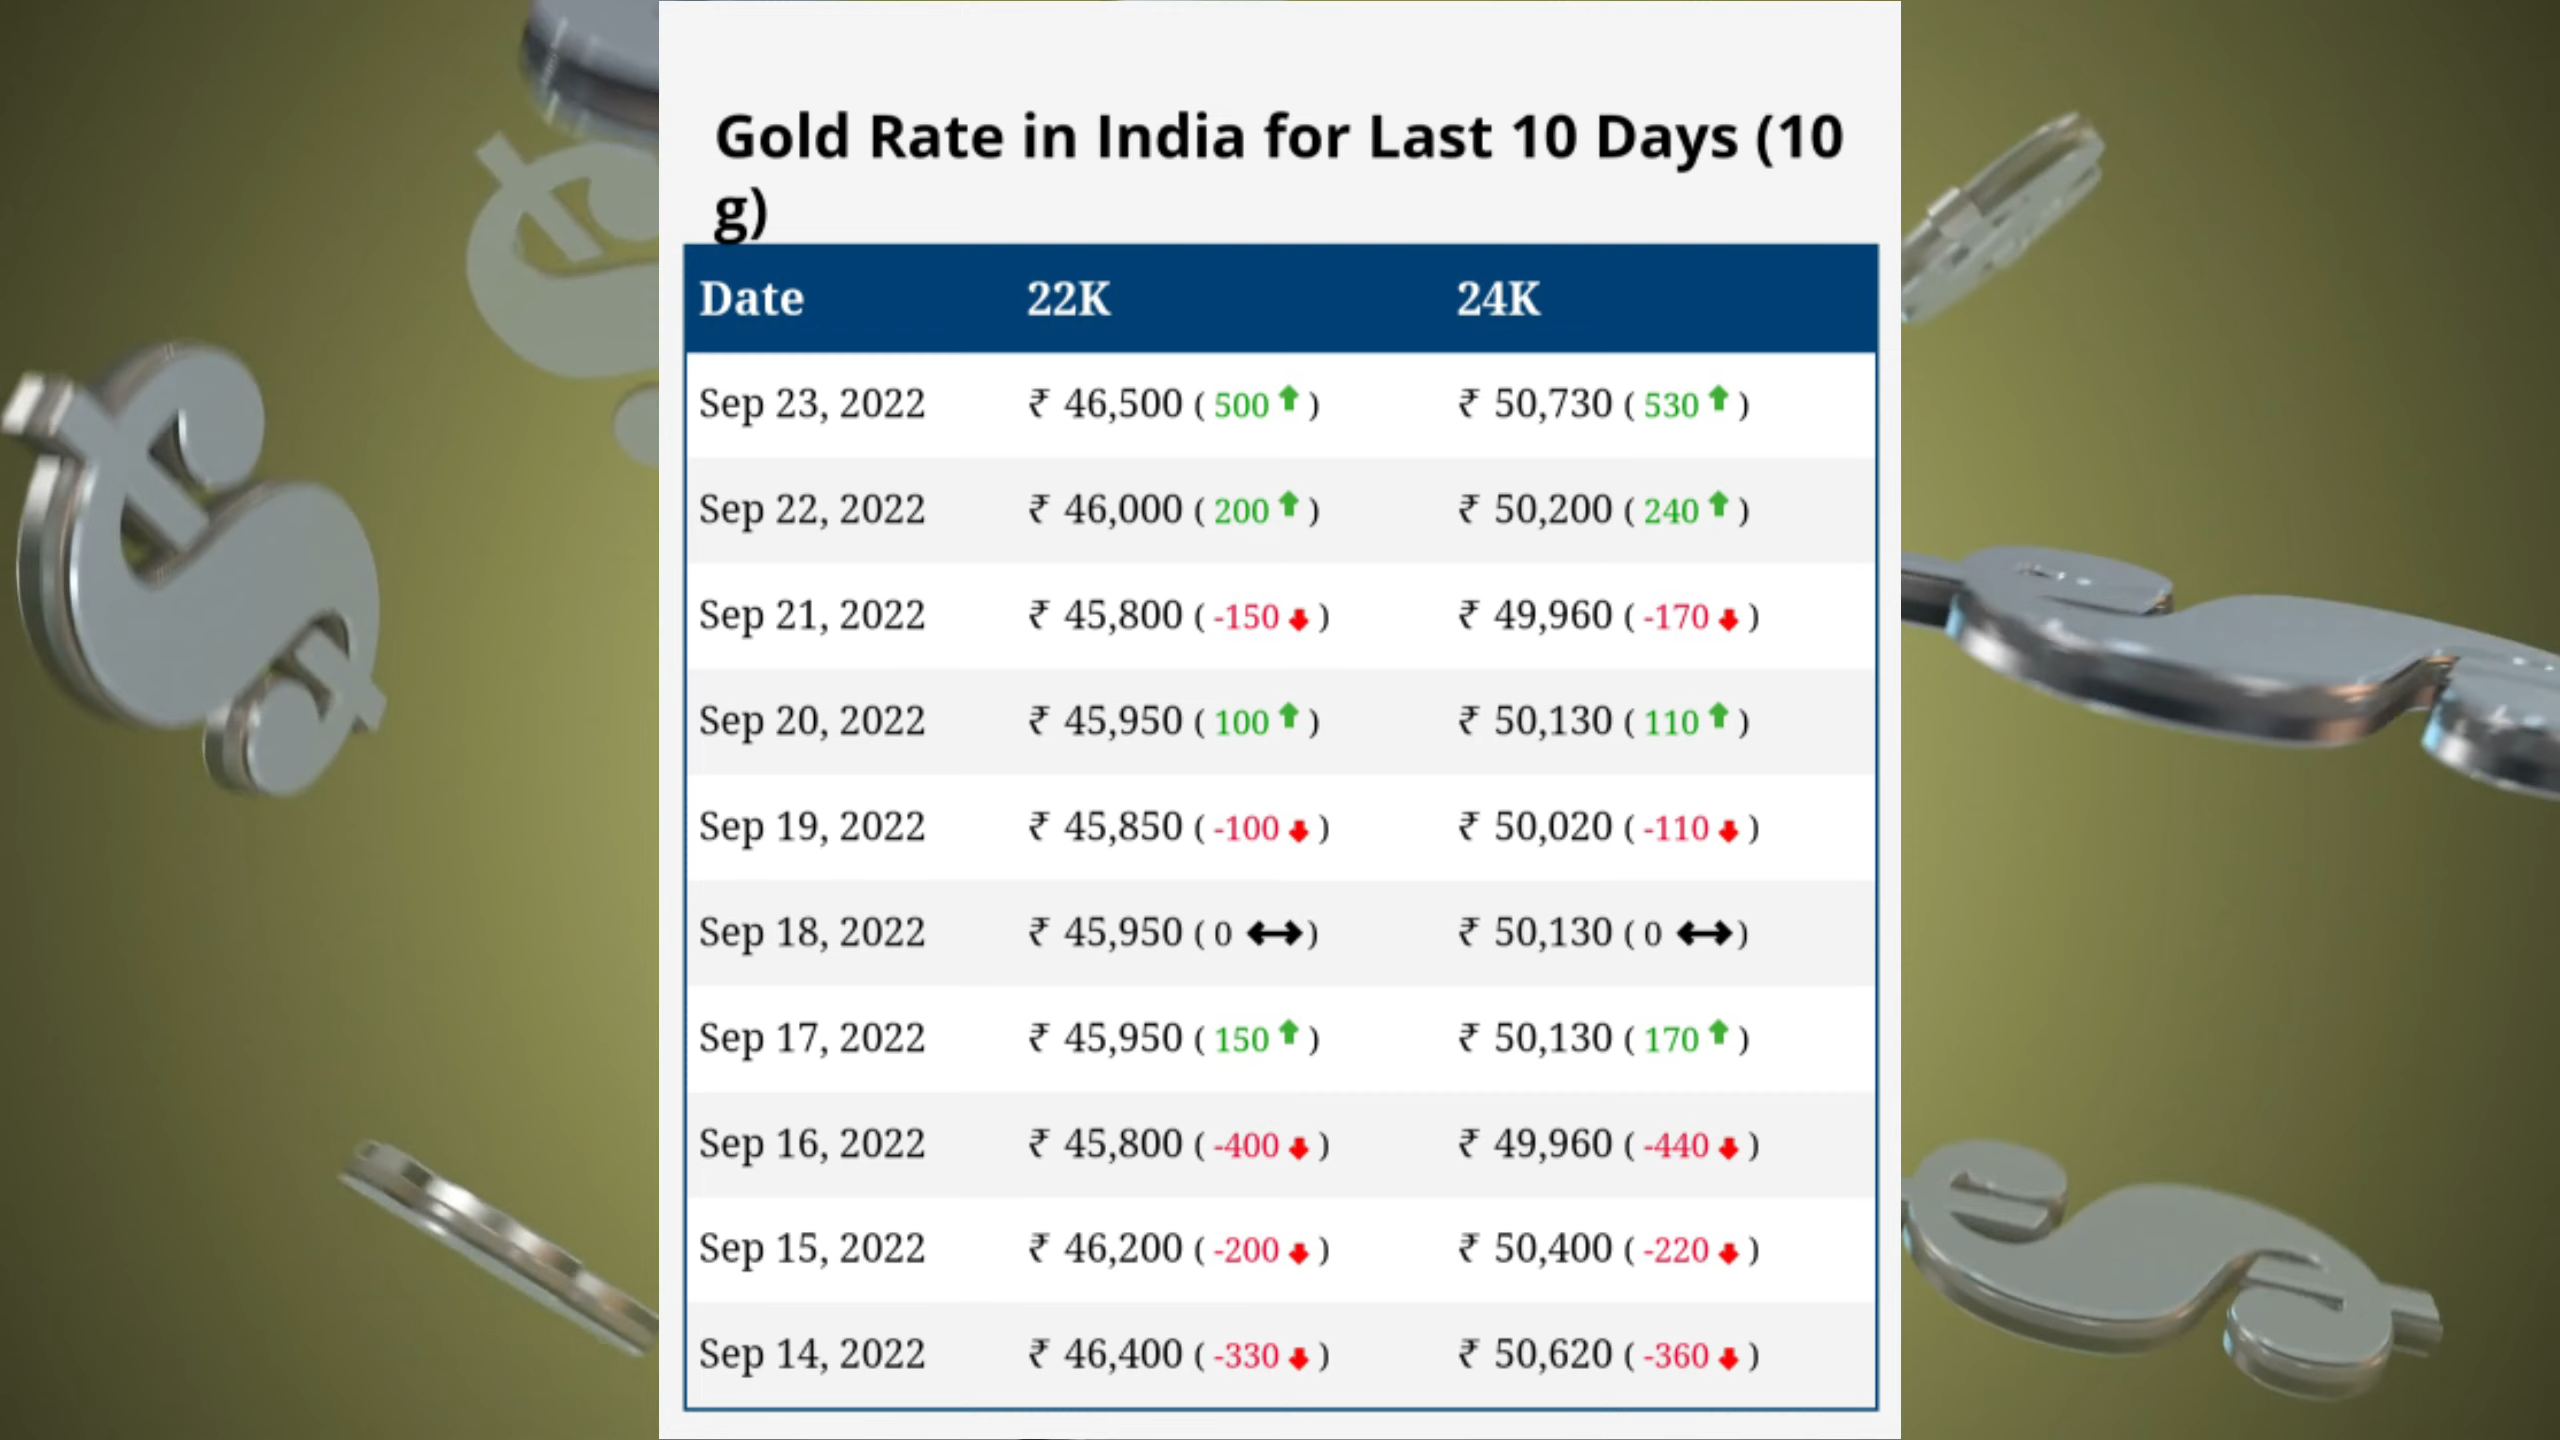 Gold Rate in India for Last 10 Days (10
g)
Date 22K 24K
Sep 23, 2022 ₹ 46,500 ( 500 ⬆ ) ₹ 50,730 ( 530 ⬆ )
Sep 22, 2022 ₹ 46,000 ( 200 ⬆ ) ₹ 50,200 ( 240 ⬆ )
Sep 21, 2022 ₹ 45,800 ( -150 ⬇ ) ₹ 49,960 ( -170 ⬇ )
Sep 20, 2022 ₹ 45,950 ( 100 ⬆ ) ₹ 50,130 ( 110 ⬆ )
Sep 19, 2022 ₹ 45,850 ( -100 ⬇ ) ₹ 50,020 ( -110 ⬇ )
Sep 18, 2022 ₹ 45,950 ( 0 ↔ ) ₹ 50,130 ( 0 ↔ )
Sep 17, 2022 ₹ 45,950 ( 150 ⬆ ) ₹ 50,130 ( 170 ⬆ )
Sep 16, 2022 ₹ 45,800 ( -400 ⬇ ) ₹ 49,960 ( -440 ⬇ )
Sep 15, 2022 ₹ 46,200 ( -200 ⬇ ) ₹ 50,400 ( -220 ⬇ )
Sep 14, 2022 ₹ 46,400 ( -330 ⬇ ) ₹ 50,620 ( -360 ⬇ )